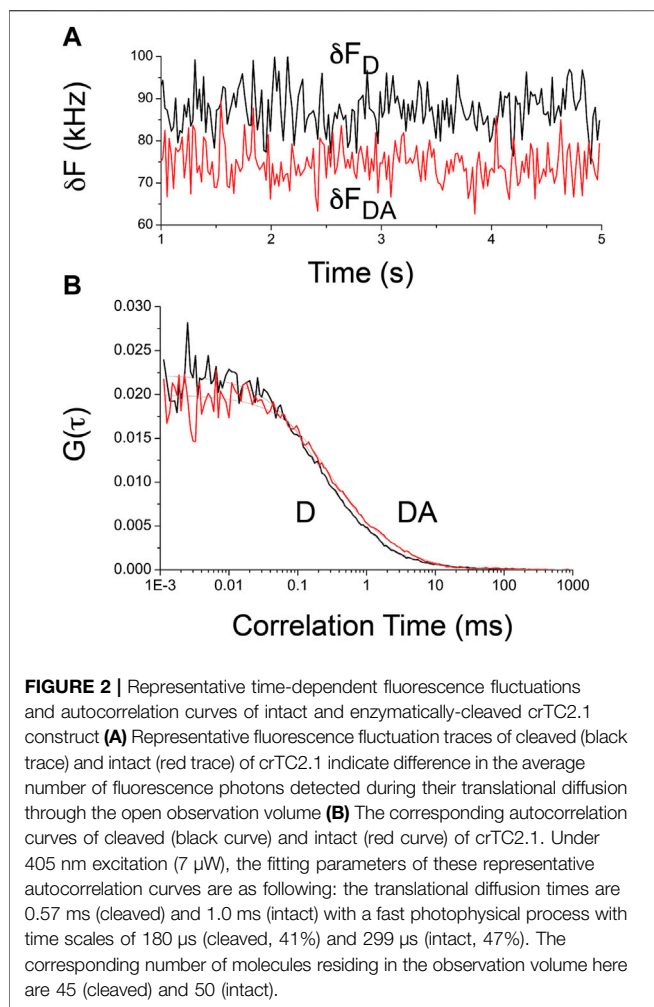 A
δF (kHz)
100
90
80
70
60
δF_D
δF_DA
1
2
3
4
5
Time (s)
B
G(τ)
0.030
0.025
0.020
0.015
0.010
0.005
0.000
D
DA
1E-3
0.01
0.1
1
10
100
1000
Correlation Time (ms)
FIGURE 2 | Representative time-dependent fluorescence fluctuations
and autocorrelation curves of intact and enzymatically-cleaved crTC2.1
construct (A) Representative fluorescence fluctuation traces of cleaved (black
trace) and intact (red trace) of crTC2.1 indicate difference in the average
number of fluorescence photons detected during their translational diffusion
through the open observation volume (B) The corresponding autocorrelation
curves of cleaved (black curve) and intact (red curve) of crTC2.1. Under
405 nm excitation (7 μW), the fitting parameters of these representative
autocorrelation curves are as following: the translational diffusion times are
0.57 ms (cleaved) and 1.0 ms (intact) with a fast photophysical process with
time scales of 180 μs (cleaved, 41%) and 299 μs (intact, 47%). The
corresponding number of molecules residing in the observation volume here
are 45 (cleaved) and 50 (intact).